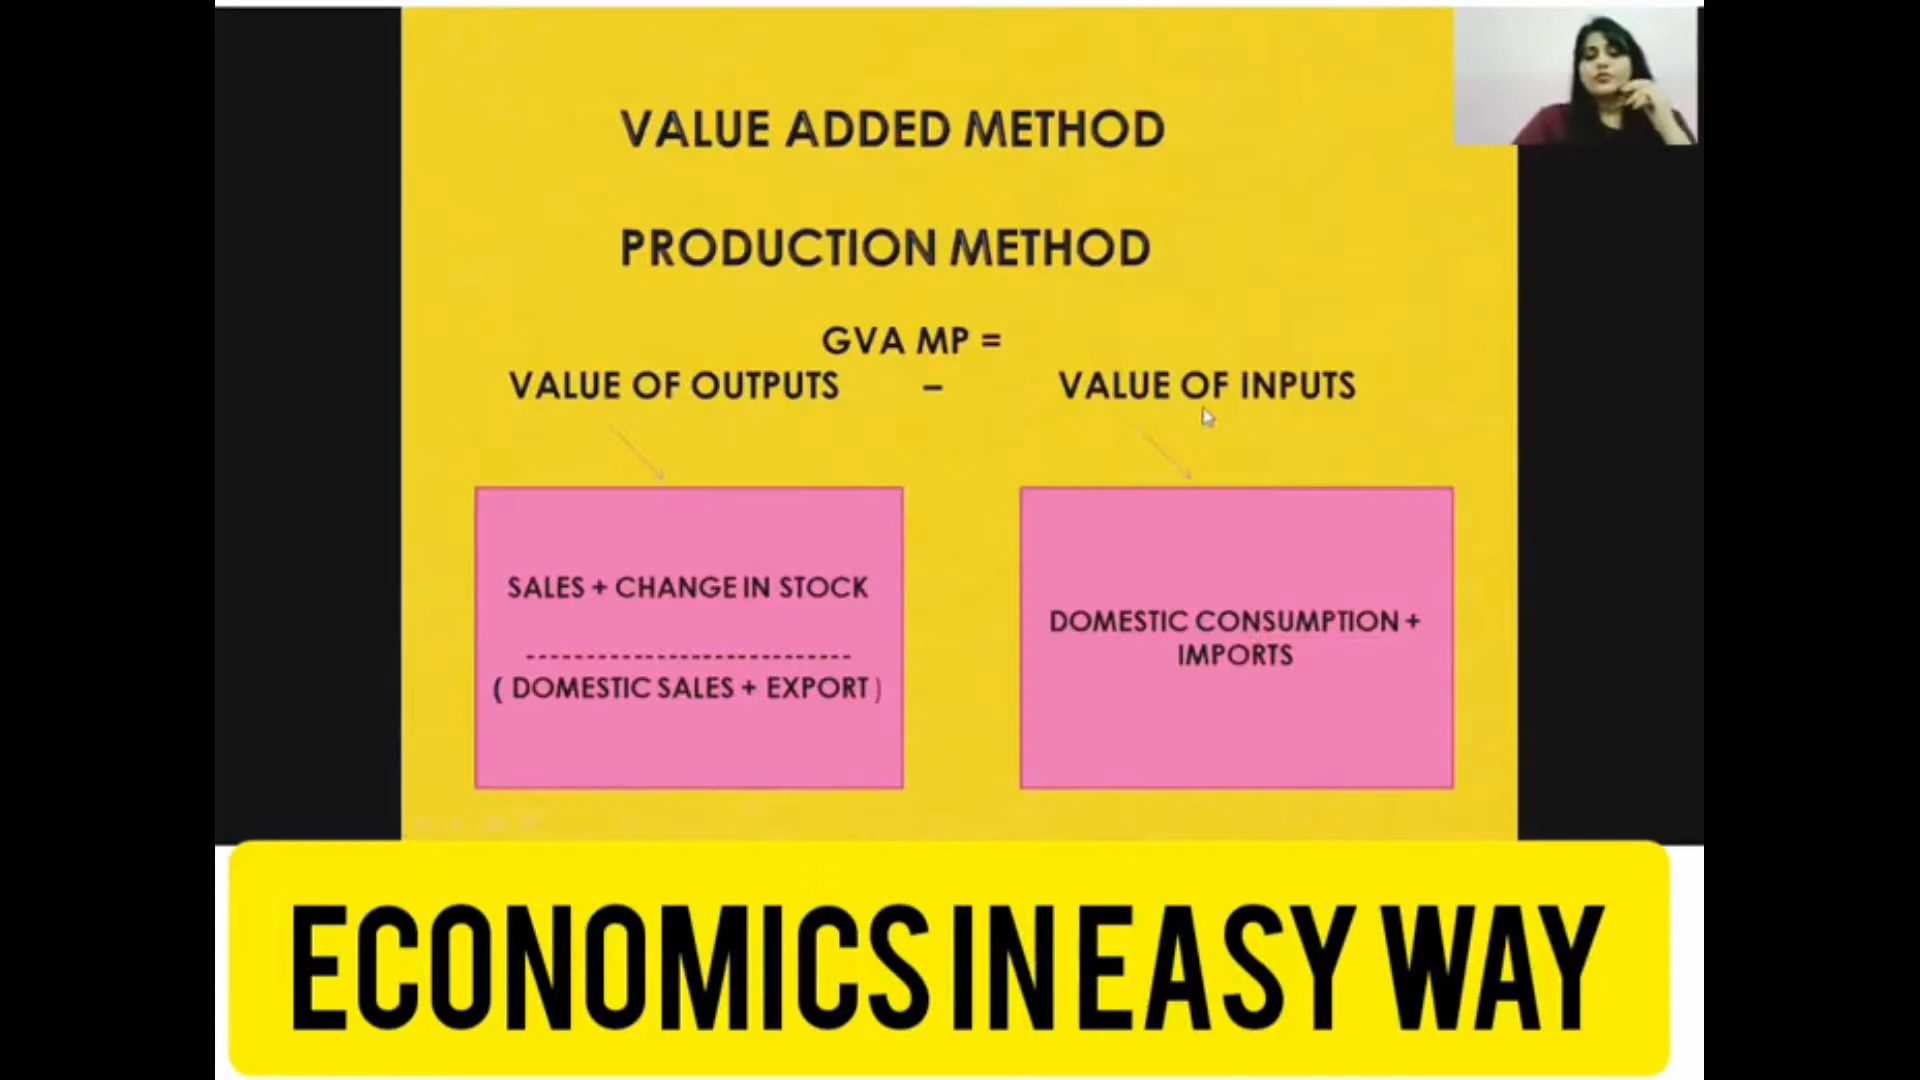 VALUE ADDED METHOD
PRODUCTION METHOD
GVA MP =
VALUE OF OUTPUTS – VALUE OF INPUTS
SALES + CHANGE IN STOCK
---------------------------
( DOMESTIC SALES + EXPORT )
DOMESTIC CONSUMPTION +
IMPORTS
ECONOMICS IN EASY WAY